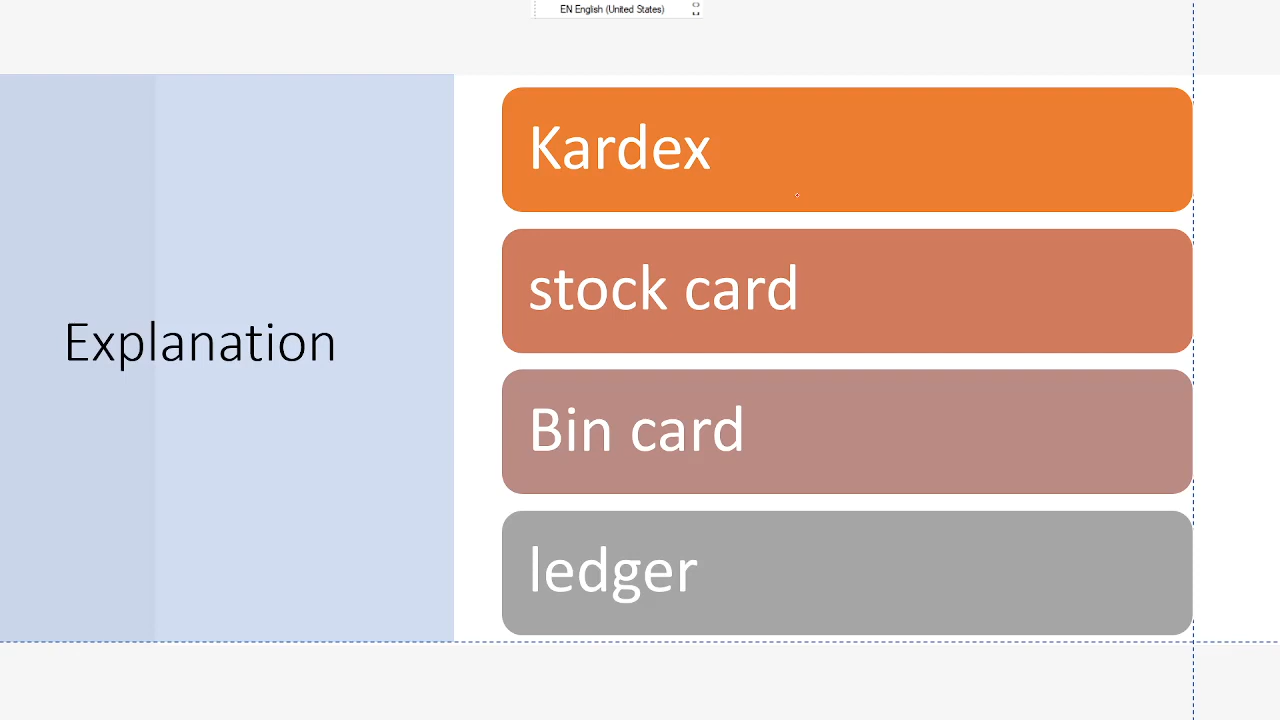 EN English (United States)
Explanation
Kardex
stock card
Bin card
ledger